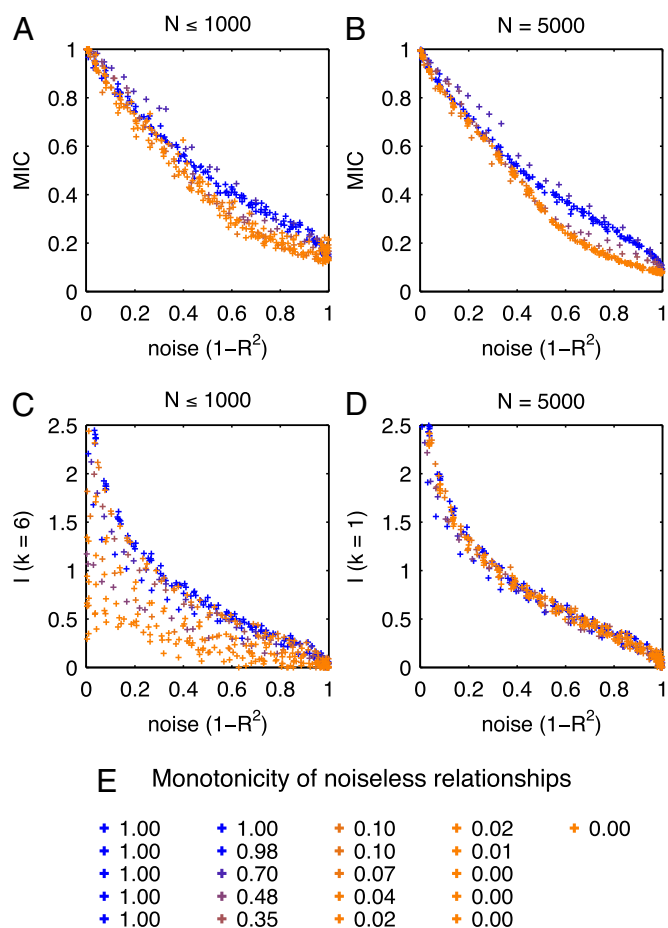 A N ≤ 1000
B N = 5000
1
0.8
0.6
0.4
0.2
0
MIC
0 0.2 0.4 0.6 0.8 1
noise (1−R²)
1
0.8
0.6
0.4
0.2
0
MIC
0 0.2 0.4 0.6 0.8 1
noise (1−R²)
C N ≤ 1000
D N = 5000
2.5
2
1.5
1
0.5
0
I (k = 6)
0 0.2 0.4 0.6 0.8 1
noise (1−R²)
2.5
2
1.5
1
0.5
0
I (k = 1)
0 0.2 0.4 0.6 0.8 1
noise (1−R²)
E Monotonicity of noiseless relationships
1.00 1.00 0.10 0.02 0.00
1.00 0.98 0.10 0.01
1.00 0.70 0.07 0.00
1.00 0.48 0.04 0.00
1.00 0.35 0.02 0.00